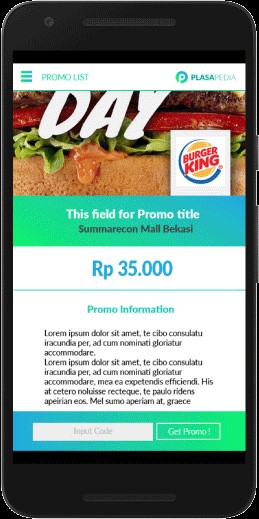 PROMO LIST
PLASAPEDIA
DAY
BURGER
KING
This field for Promo title
Summarecon Mall Bekasi
Rp 35.000
Promo Information
Lorem ipsum dolor sit amet, te cibo consulatu
iracundia per, ad cum nominati gloriatur
accommodare.
Lorem ipsum dolor sit amet, te cibo consulatu
iracundia per, ad cum nominati gloriatur
accommodare, mea ea expetendis efficiendi. His
at cetero noluisse recteque, te paulo ridens
apeirian eos. Mel sumo aperiam at, graece
Input Code
Get Promo !